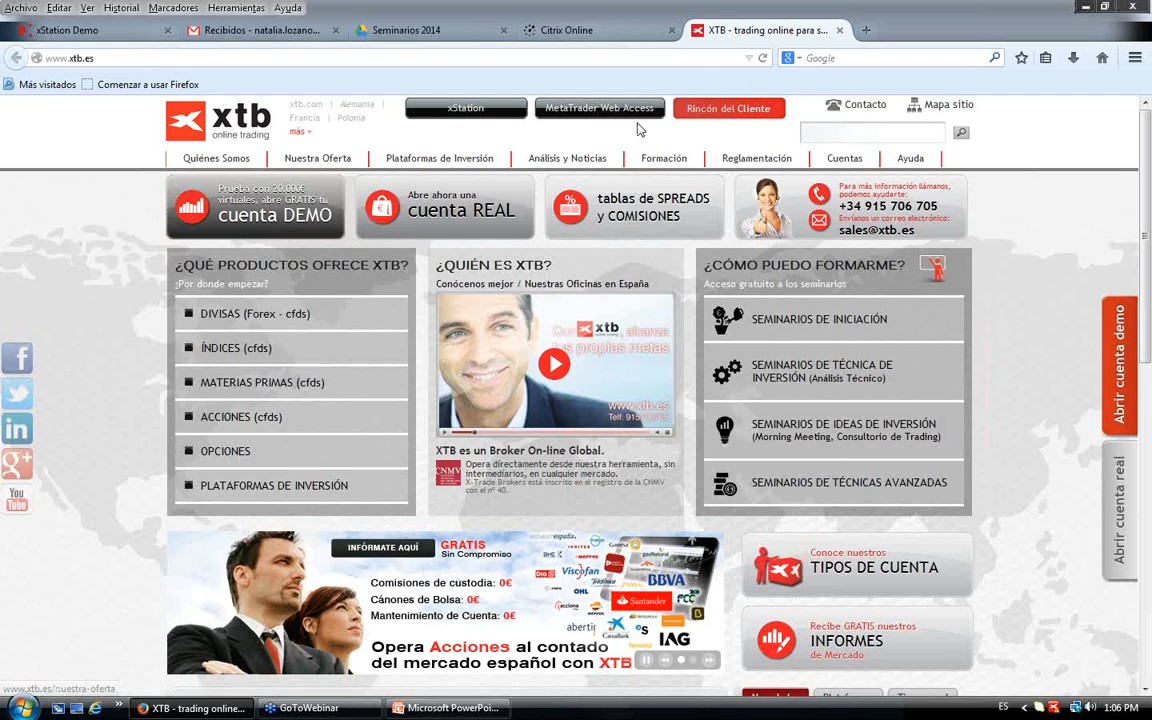 Archivo Editar Ver Historial Marcadores Herramientas Ayuda
xStation Demo
Recibidos - natalia.lozano...
Seminarios 2014
Citrix Online
XTB - trading online para s...
www.xtb.es
Google
Más visitados Comenzar a usar Firefox
xtb
online trading
xtb.com | Alemania |
Francia | Polonia
más »
xStation
MetaTrader Web Access
Rincón del Cliente
Contacto
Mapa sitio
Quiénes Somos
Nuestra Oferta
Plataformas de Inversión
Análisis y Noticias
Formación
Reglamentación
Cuentas
Ayuda
Prueba con 20.000€
virtuales, abre GRATIS tu
cuenta DEMO
Abre ahora una
cuenta REAL
tablas de SPREADS
y COMISIONES
Para más información llámanos,
podemos ayudarte:
+34 915 706 705
Envíanos un correo electrónico:
sales@xtb.es
¿QUÉ PRODUCTOS OFRECE XTB?
¿Por donde empezar?
DIVISAS (Forex - cfds)
ÍNDICES (cfds)
MATERIAS PRIMAS (cfds)
ACCIONES (cfds)
OPCIONES
PLATAFORMAS DE INVERSIÓN
¿QUIÉN ES XTB?
Conócenos mejor / Nuestras Oficinas en España
xtb, alcanza
tus propias metas
www.xtb.es
XTB es un Broker On-line Global.
CNMV
Opera directamente desde nuestra herramienta, sin
intermediarios, en cualquier mercado.
X-Trade Brokers está inscrito en el registro de la CNMV
con el nº 40.
¿CÓMO PUEDO FORMARME?
Acceso gratuito a los seminarios
SEMINARIOS DE INICIACIÓN
SEMINARIOS DE TÉCNICA DE
INVERSIÓN (Análisis Técnico)
SEMINARIOS DE IDEAS DE INVERSIÓN
(Morning Meeting, Consultorio de Trading)
SEMINARIOS DE TÉCNICAS AVANZADAS
Abrir cuenta demo
Abrir cuenta real
You
Tube
INFÓRMATE AQUÍ
GRATIS
Sin Compromiso
Comisiones de custodia: 0€
Cánones de Bolsa: 0€
Mantenimiento de Cuenta: 0€
Opera Acciones al contado
del mercado español con XTB
Viscofan
Telefónica
BBVA
OHL
acciona
Santander
FCC
CaixaBank
IAG
Conoce nuestros
TIPOS DE CUENTA
Recibe GRATIS nuestros
INFORMES
de Mercado
www.xtb.es/nuestra-oferta
XTB - trading online...
GoToWebinar
Microsoft PowerPoi...
ES
1:06 PM